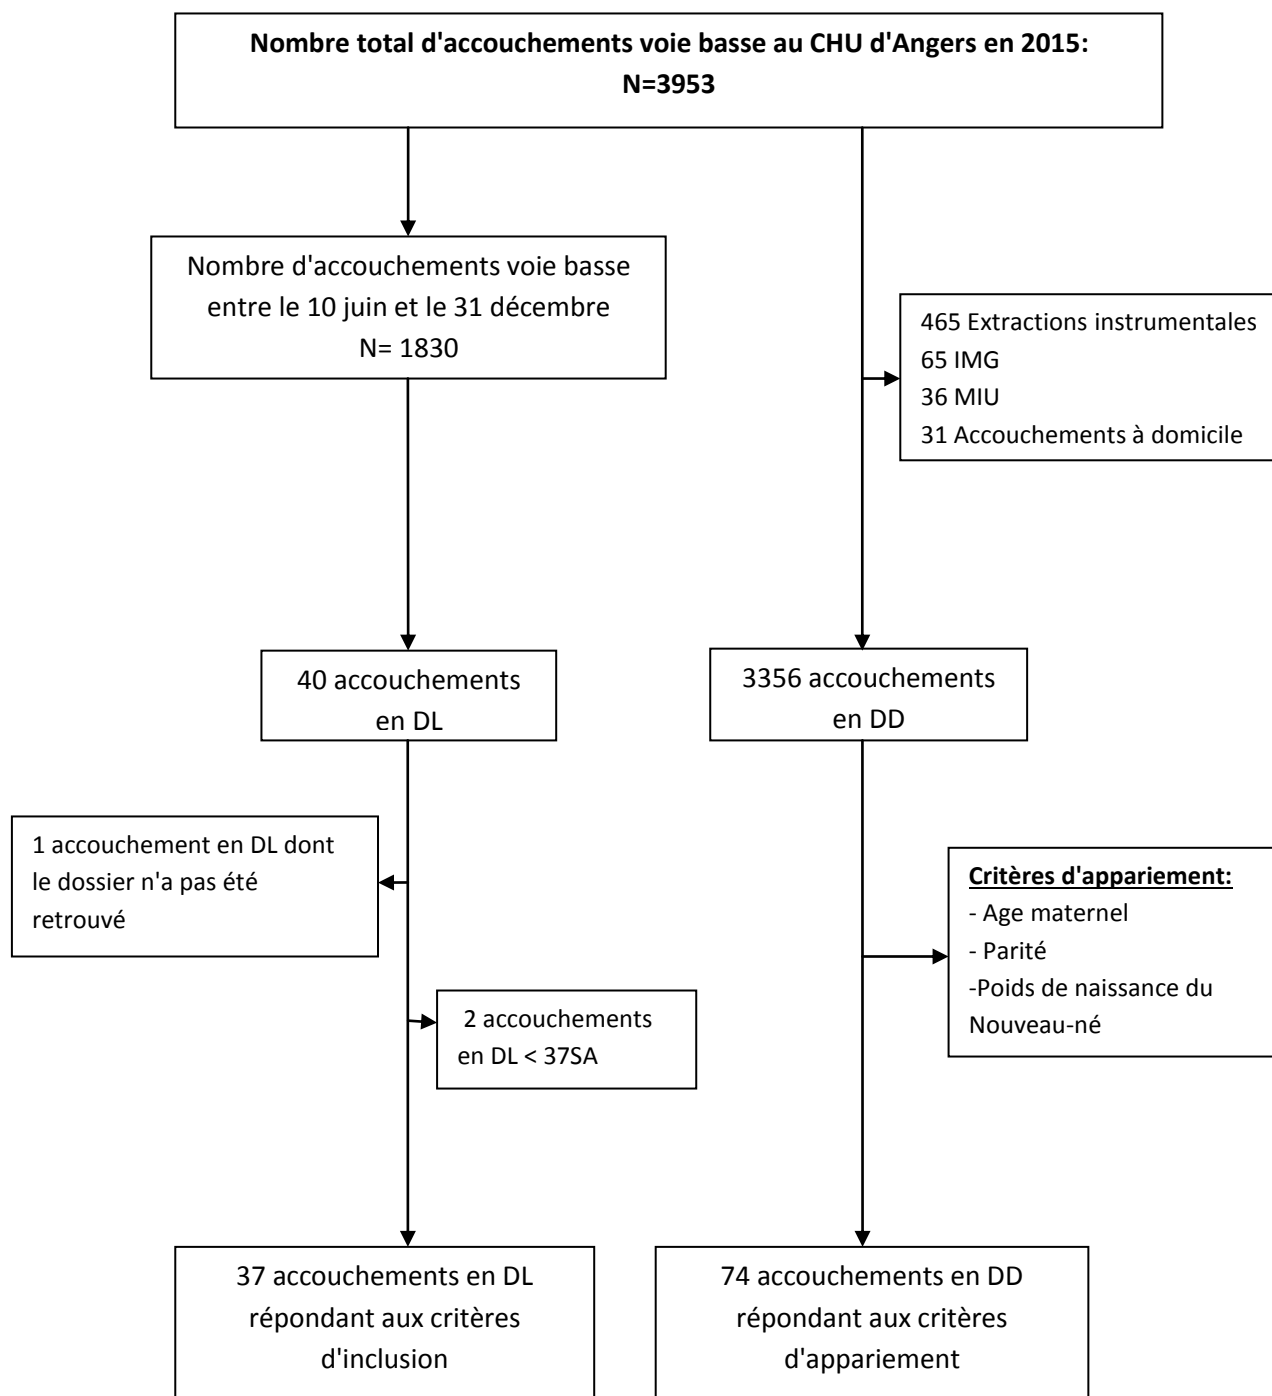 Nombre total d'accouchements voie basse au CHU d'Angers en 2015:
N=3953
Nombre d'accouchements voie basse
entre le 10 juin et le 31 décembre
N= 1830
465 Extractions instrumentales
65 IMG
36 MIU
31 Accouchements à domicile
40 accouchements
en DL
3356 accouchements
en DD
1 accouchement en DL dont
le dossier n'a pas été
retrouvé
Critères d'appariement:
- Age maternel
- Parité
-Poids de naissance du
Nouveau-né
2 accouchements
en DL < 37SA
37 accouchements en DL
répondant aux critères
d'inclusion
74 accouchements en DD
répondant aux critères
d'appariement